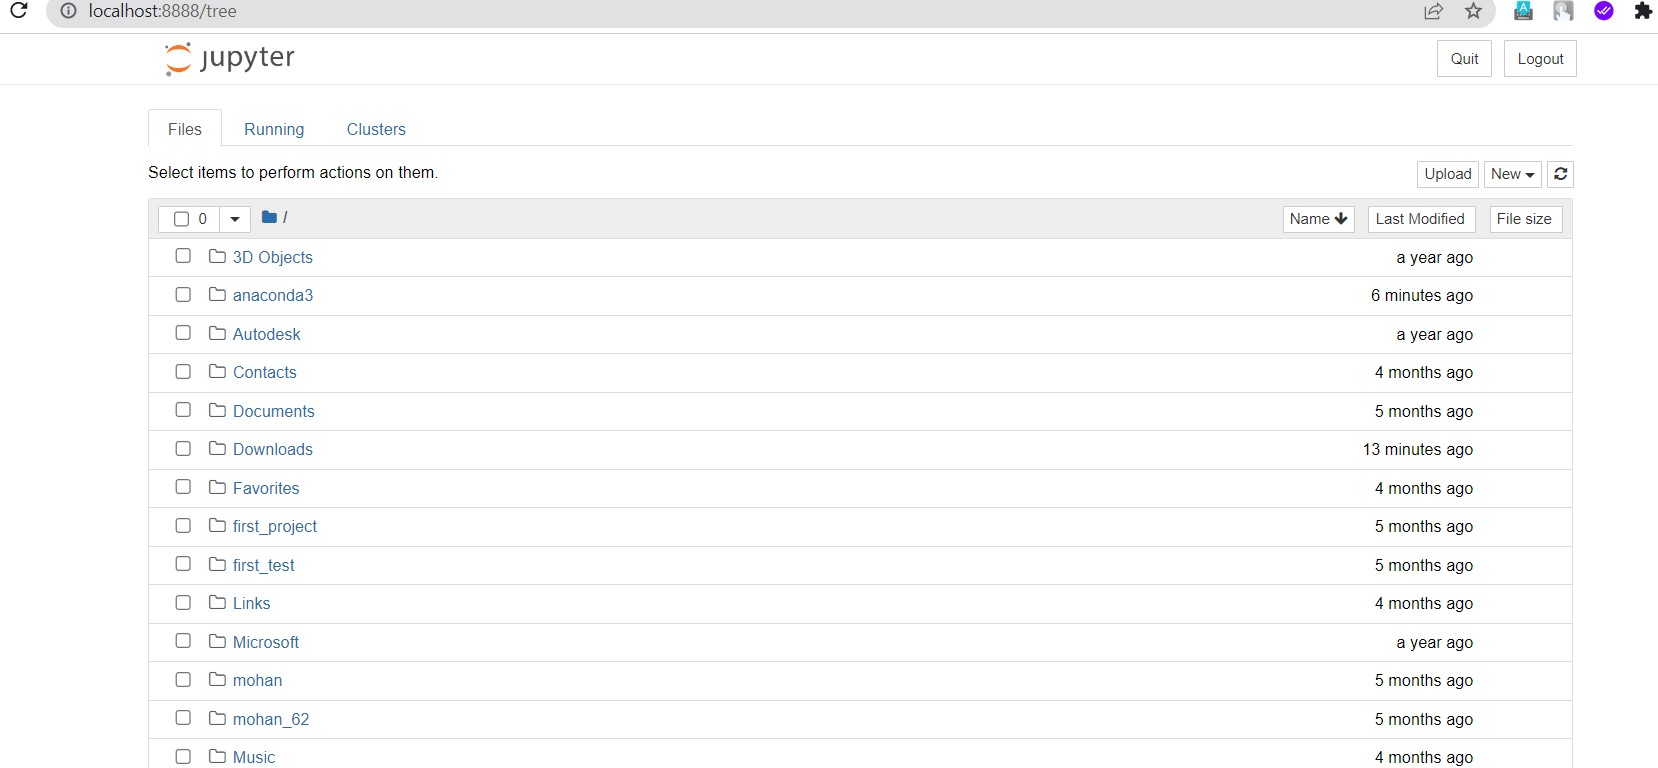 localhost:8888/tree
jupyter
Quit Logout
Files Running Clusters
Select items to perform actions on them.
Upload New
0 / Name Last Modified File size
3D Objects a year ago
anaconda3 6 minutes ago
Autodesk a year ago
Contacts 4 months ago
Documents 5 months ago
Downloads 13 minutes ago
Favorites 4 months ago
first_project 5 months ago
first_test 5 months ago
Links 4 months ago
Microsoft a year ago
mohan 5 months ago
mohan_62 5 months ago
Music 4 months ago